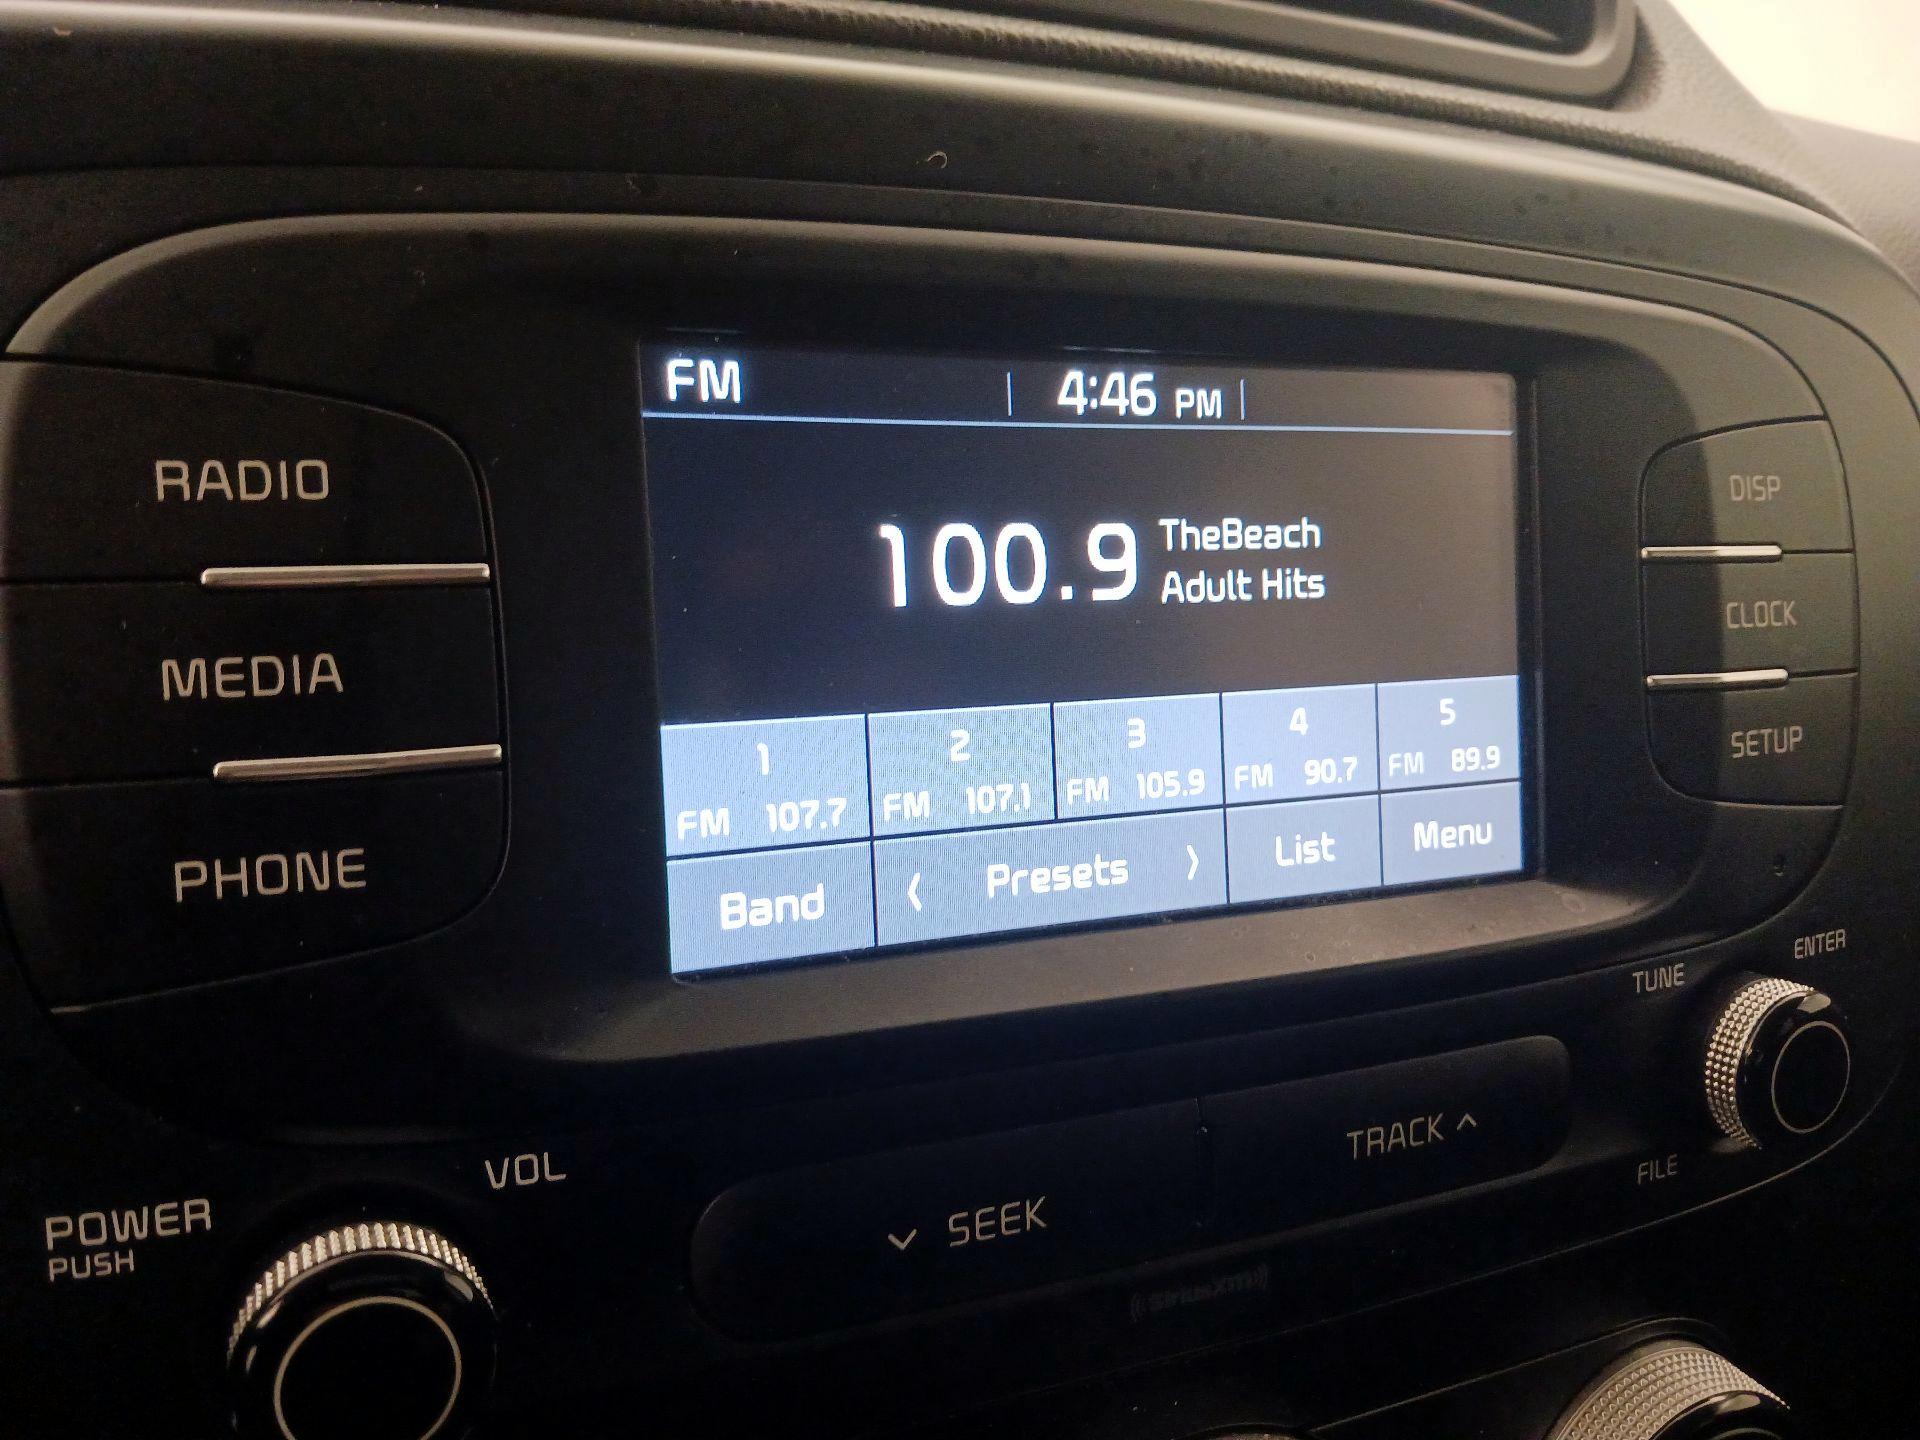 FM 4:46 PM
RADIO
MEDIA
PHONE
100.9 TheBeach
Adult Hits
1 2 3 4 5
FM 107.7 FM 107.1 FM 105.9 FM 90.7 FM 89.9
Band < Presets > List Menu
DISP
CLOCK
SETUP
ENTER
TUNE
FILE
VOL
POWER
PUSH
SEEK
TRACK
((SiriusXM))